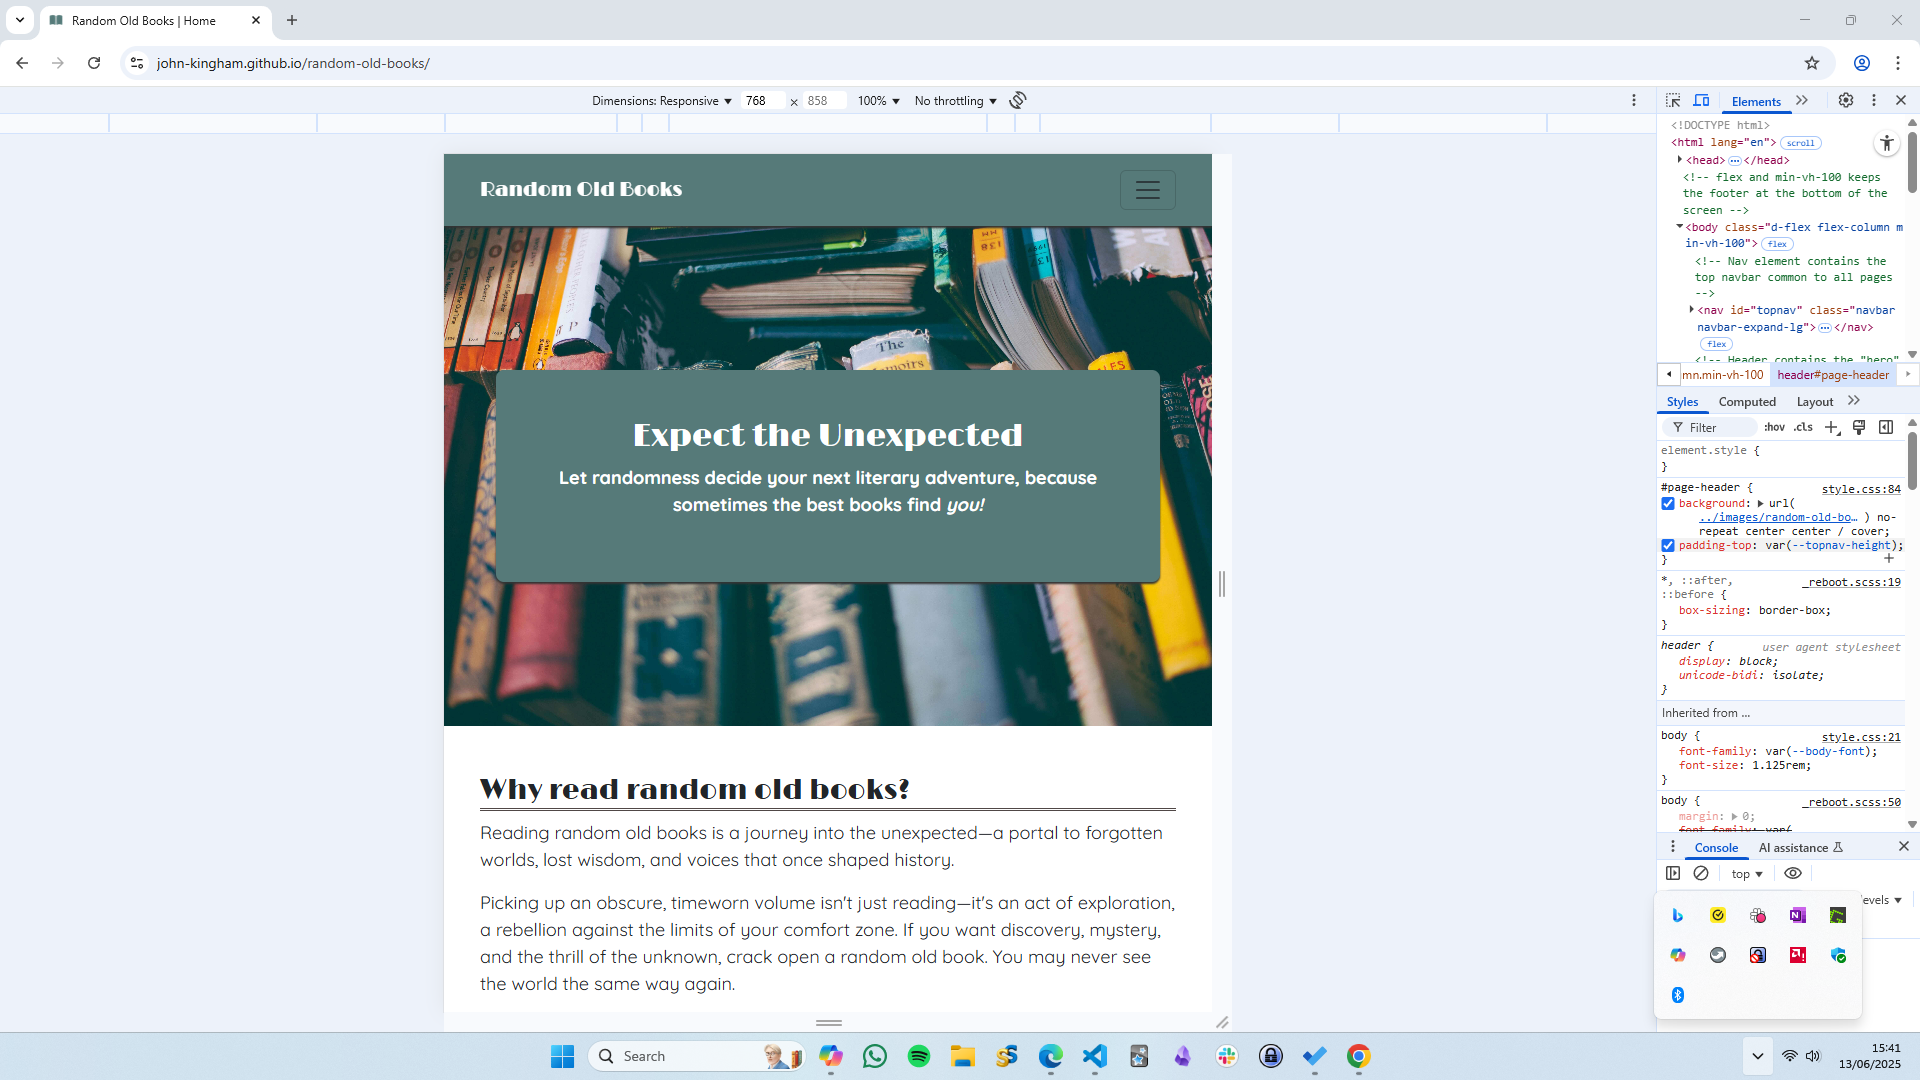 Random Old Books | Home
john-kingham.github.io/random-old-books/
Dimensions: Responsive 768 × 858 100% No throttling
Elements
<!DOCTYPE html>
<html lang="en"> scroll
<head> </head>
<!-- flex and min-vh-100 keeps
the footer at the bottom of the
screen -->
<body class="d-flex flex-column m
in-vh-100"> flex
<!-- Nav element contains the
top navbar common to all pages
-->
<nav id="topnav" class="navbar
navbar-expand-lg"> </nav>
flex
<!-- Header contains the "hero"
mn.min-vh-100 header#page-header
Styles Computed Layout
Filter :hov .cls
element.style {
}
#page-header { style.css:84
background: url(
../images/random-old-bo… ) no-
repeat center center / cover;
padding-top: var(--topnav-height);
}
*, ::after, _reboot.scss:19
::before {
box-sizing: border-box;
}
header { user agent stylesheet
display: block;
unicode-bidi: isolate;
}
Inherited from ...
body { style.css:21
font-family: var(--body-font);
font-size: 1.125rem;
}
body { _reboot.scss:50
margin: 0;
font-family: var(
Console AI assistance
top
evels
Random Old Books
The
Memoirs
Expect the Unexpected
Let randomness decide your next literary adventure, because
sometimes the best books find you!
Why read random old books?
Reading random old books is a journey into the unexpected—a portal to forgotten
worlds, lost wisdom, and voices that once shaped history.
Picking up an obscure, timeworn volume isn't just reading—it's an act of exploration,
a rebellion against the limits of your comfort zone. If you want discovery, mystery,
and the thrill of the unknown, crack open a random old book. You may never see
the world the same way again.
Search
15:41
13/06/2025